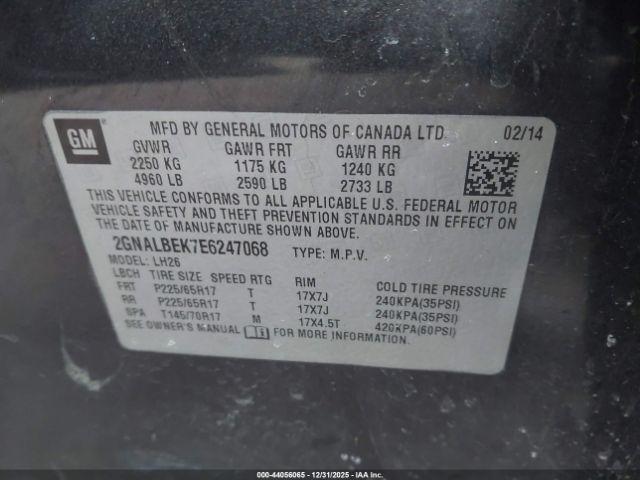 GM
MFD BY GENERAL MOTORS OF CANADA LTD 02/14
GVWR GAWR FRT GAWR RR
2250 KG 1175 KG 1240 KG
4960 LB 2590 LB 2733 LB
THIS VEHICLE CONFORMS TO ALL APPLICABLE U.S. FEDERAL MOTOR
VEHICLE SAFETY AND THEFT PREVENTION STANDARDS IN EFFECT ON
THE DATE OF MANUFACTURE SHOWN ABOVE.
2GNALBEK7E6247068 TYPE: M.P.V.
MODEL: LH26
LBCH TIRE SIZE SPEED RTG RIM COLD TIRE PRESSURE
FRT P225/65R17 T 17X7J 240KPA(35PSI)
RR P225/65R17 T 17X7J 240KPA(35PSI)
SPA T145/70R17 M 17X4.5T 420KPA(60PSI)
SEE OWNER'S MANUAL FOR MORE INFORMATION.
000-44056065 - 12/31/2025 - IAAI.COM